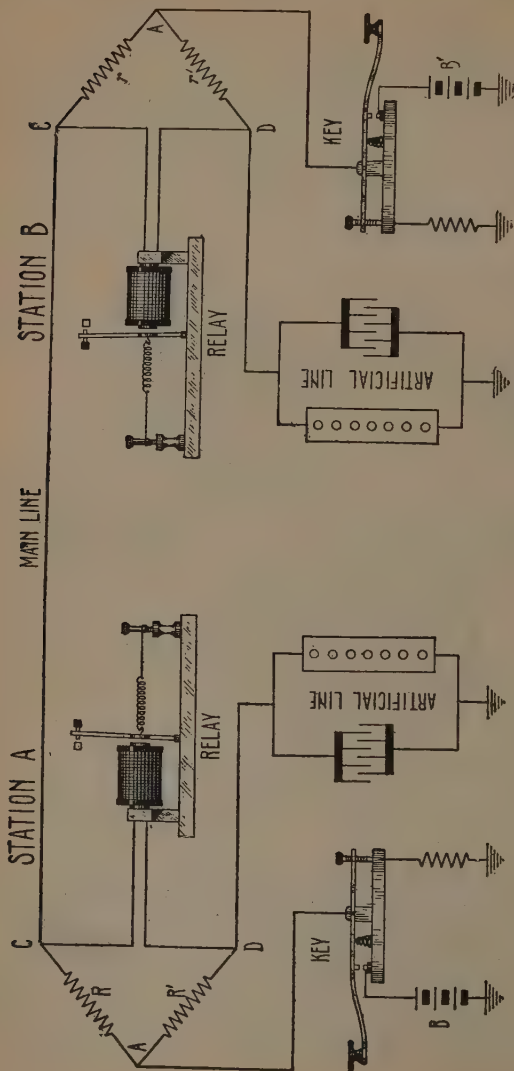 STATION A
MAIN LINE
STATION B
C
C
R
r
A
A
R'
r'
RELAY
RELAY
D
D
ARTIFICIAL LINE
ARTIFICIAL LINE
KEY
KEY
B
B'